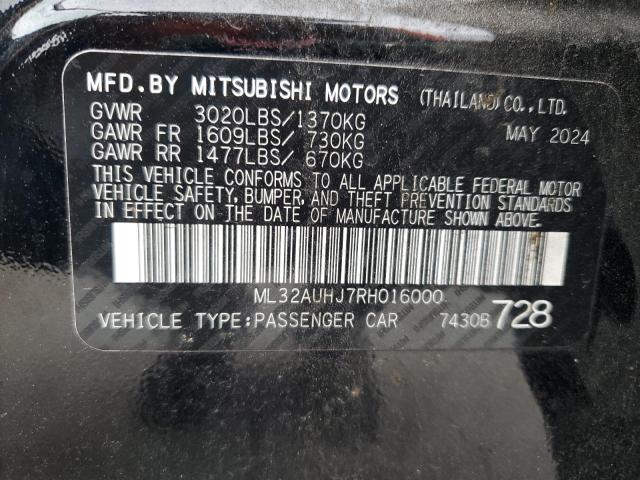 MFD.BY MITSUBISHI MOTORS (THAILAND) CO.,LTD.
GVWR 3020LBS/1370KG MAY 2024
GAWR FR 1609LBS/ 730KG
GAWR RR 1477LBS/ 670KG
THIS VEHICLE CONFORMS TO ALL APPLICABLE FEDERAL MOTOR
VEHICLE SAFETY, BUMPER, AND THEFT PREVENTION STANDARDS
IN EFFECT ON THE DATE OF MANUFACTURE SHOWN ABOVE.
ML32AUHJ7RH016000
VEHICLE TYPE:PASSENGER CAR 7430B 728